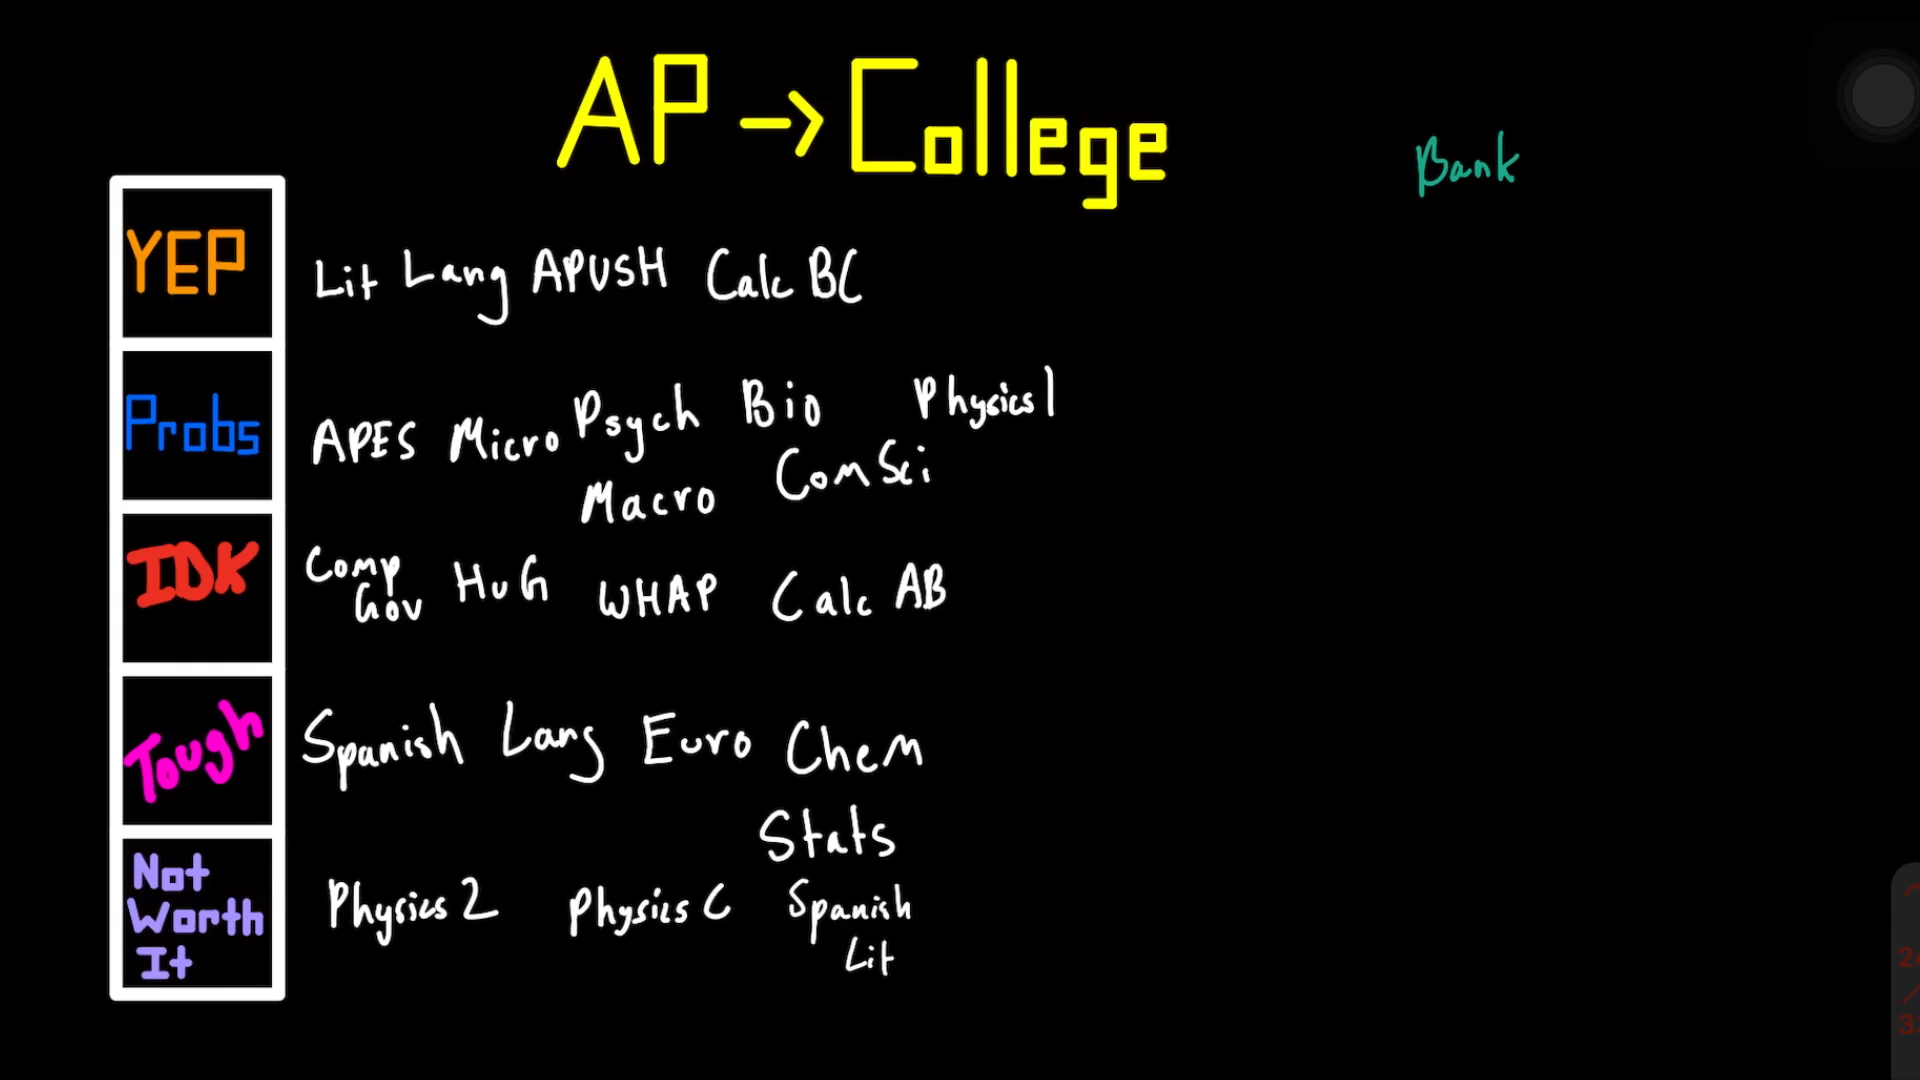 AP → College
Bank
YEP
Lit Lang APUSH Calc BC
Probs
APES Micro Psych Bio Physics 1
Macro ComSci
IDK
Comp Gov HuG WHAP Calc AB
Tough
Spanish Lang Euro Chem
Stats
Not
Worth
It
Physics 2 Physics C Spanish
Lit